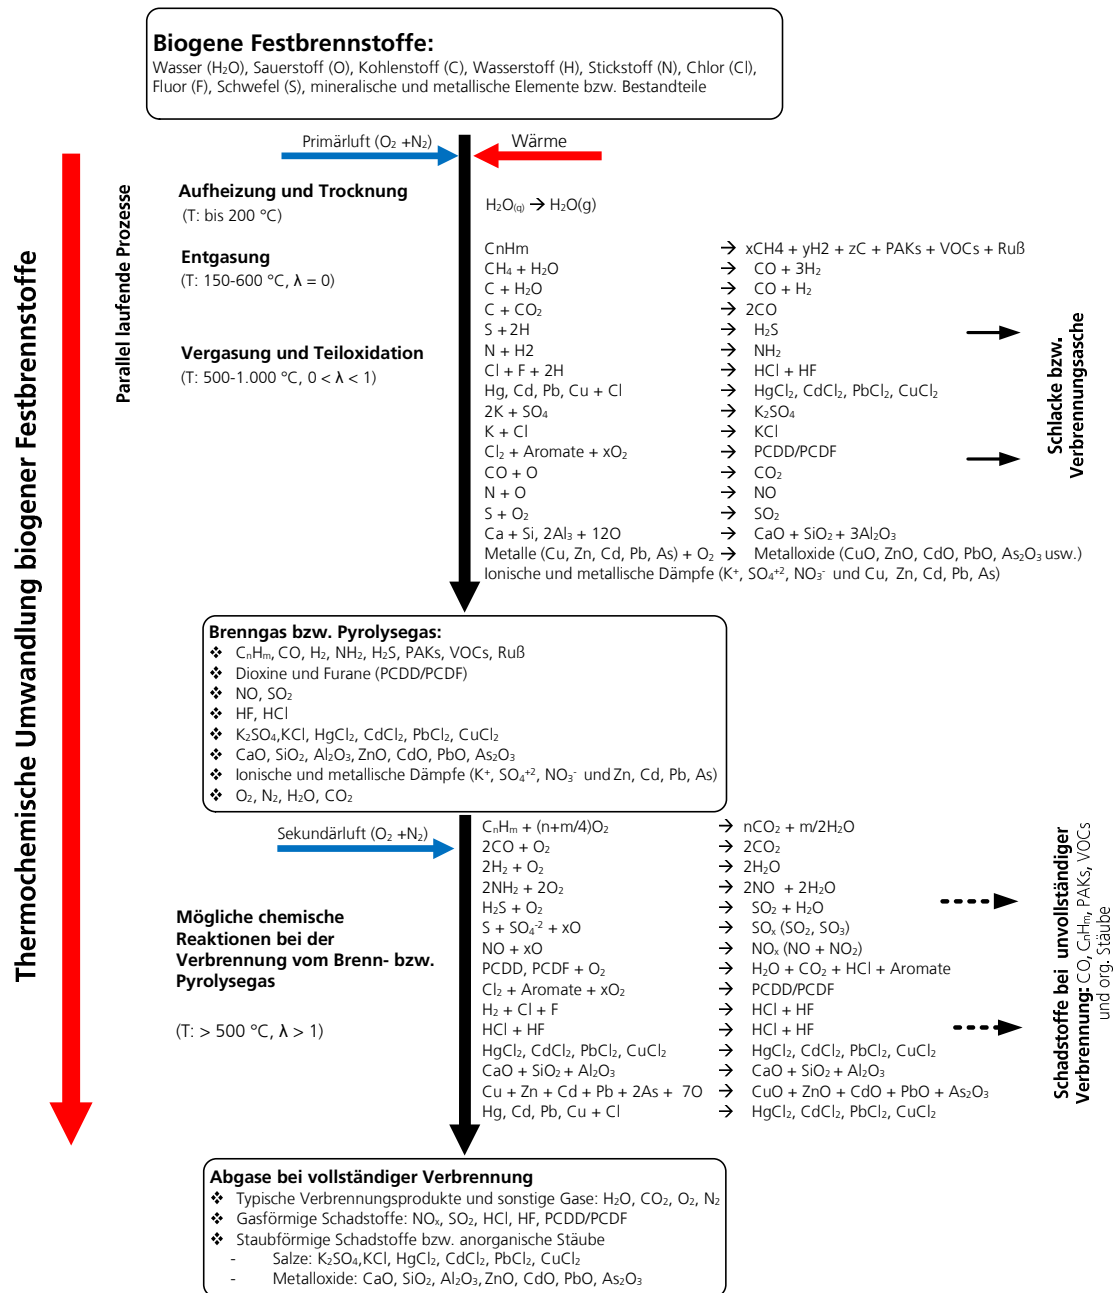 Biogene Festbrennstoffe:
Wasser (H₂O), Sauerstoff (O), Kohlenstoff (C), Wasserstoff (H), Stickstoff (N), Chlor (Cl),
Fluor (F), Schwefel (S), mineralische und metallische Elemente bzw. Bestandteile
Primärluft (O₂ +N₂)
Wärme
Thermochemische Umwandlung biogener Festbrennstoffe
Parallel laufende Prozesse
Aufheizung und Trocknung
(T: bis 200 °C)
Entgasung
(T: 150-600 °C, λ = 0)
Vergasung und Teiloxidation
(T: 500-1.000 °C, 0 < λ < 1)
H₂O₍q₎ → H₂O(g)
CnHm → xCH4 + yH2 + zC + PAKs + VOCs + Ruß
CH₄ + H₂O → CO + 3H₂
C + H₂O → CO + H₂
C + CO₂ → 2CO
S + 2H → H₂S
N + H2 → NH₂
Cl + F + 2H → HCl + HF
Hg, Cd, Pb, Cu + Cl → HgCl₂, CdCl₂, PbCl₂, CuCl₂
2K + SO₄ → K₂SO₄
K + Cl → KCl
Cl₂ + Aromate + xO₂ → PCDD/PCDF
CO + O → CO₂
N + O → NO
S + O₂ → SO₂
Ca + Si, 2Al₃ + 12O → CaO + SiO₂ + 3Al₂O₃
Metalle (Cu, Zn, Cd, Pb, As) + O₂ → Metalloxide (CuO, ZnO, CdO, PbO, As₂O₃ usw.)
Ionische und metallische Dämpfe (K⁺, SO₄⁺², NO₃⁻ und Cu, Zn, Cd, Pb, As)
Schlacke bzw.
Verbrennungsasche
Brenngas bzw. Pyrolysegas:
❖ CₙHₘ, CO, H₂, NH₂, H₂S, PAKs, VOCs, Ruß
❖ Dioxine und Furane (PCDD/PCDF)
❖ NO, SO₂
❖ HF, HCl
❖ K₂SO₄,KCl, HgCl₂, CdCl₂, PbCl₂, CuCl₂
❖ CaO, SiO₂, Al₂O₃, ZnO, CdO, PbO, As₂O₃
❖ Ionische und metallische Dämpfe (K⁺, SO₄⁺², NO₃⁻ und Zn, Cd, Pb, As)
❖ O₂, N₂, H₂O, CO₂
Sekundärluft (O₂ +N₂)
Mögliche chemische
Reaktionen bei der
Verbrennung vom Brenn- bzw.
Pyrolysegas
(T: > 500 °C, λ > 1)
CₙHₘ + (n+m/4)O₂ → nCO₂ + m/2H₂O
2CO + O₂ → 2CO₂
2H₂ + O₂ → 2H₂O
2NH₂ + 2O₂ → 2NO + 2H₂O
H₂S + O₂ → SO₂ + H₂O
S + SO₄⁻² + xO → SOₓ (SO₂, SO₃)
NO + xO → NOₓ (NO + NO₂)
PCDD, PCDF + O₂ → H₂O + CO₂ + HCl + Aromate
Cl₂ + Aromate + xO₂ → PCDD/PCDF
H₂ + Cl + F → HCl + HF
HCl + HF → HCl + HF
HgCl₂, CdCl₂, PbCl₂, CuCl₂ → HgCl₂, CdCl₂, PbCl₂, CuCl₂
CaO + SiO₂ + Al₂O₃ → CaO + SiO₂ + Al₂O₃
Cu + Zn + Cd + Pb + 2As + 7O → CuO + ZnO + CdO + PbO + As₂O₃
Hg, Cd, Pb, Cu + Cl → HgCl₂, CdCl₂, PbCl₂, CuCl₂
Schadstoffe bei unvollständiger
Verbrennung: CO, CₙHₘ, PAKs, VOCs
und org. Stäube
Abgase bei vollständiger Verbrennung
❖ Typische Verbrennungsprodukte und sonstige Gase: H₂O, CO₂, O₂, N₂
❖ Gasförmige Schadstoffe: NOₓ, SO₂, HCl, HF, PCDD/PCDF
❖ Staubförmige Schadstoffe bzw. anorganische Stäube
- Salze: K₂SO₄,KCl, HgCl₂, CdCl₂, PbCl₂, CuCl₂
- Metalloxide: CaO, SiO₂, Al₂O₃, ZnO, CdO, PbO, As₂O₃